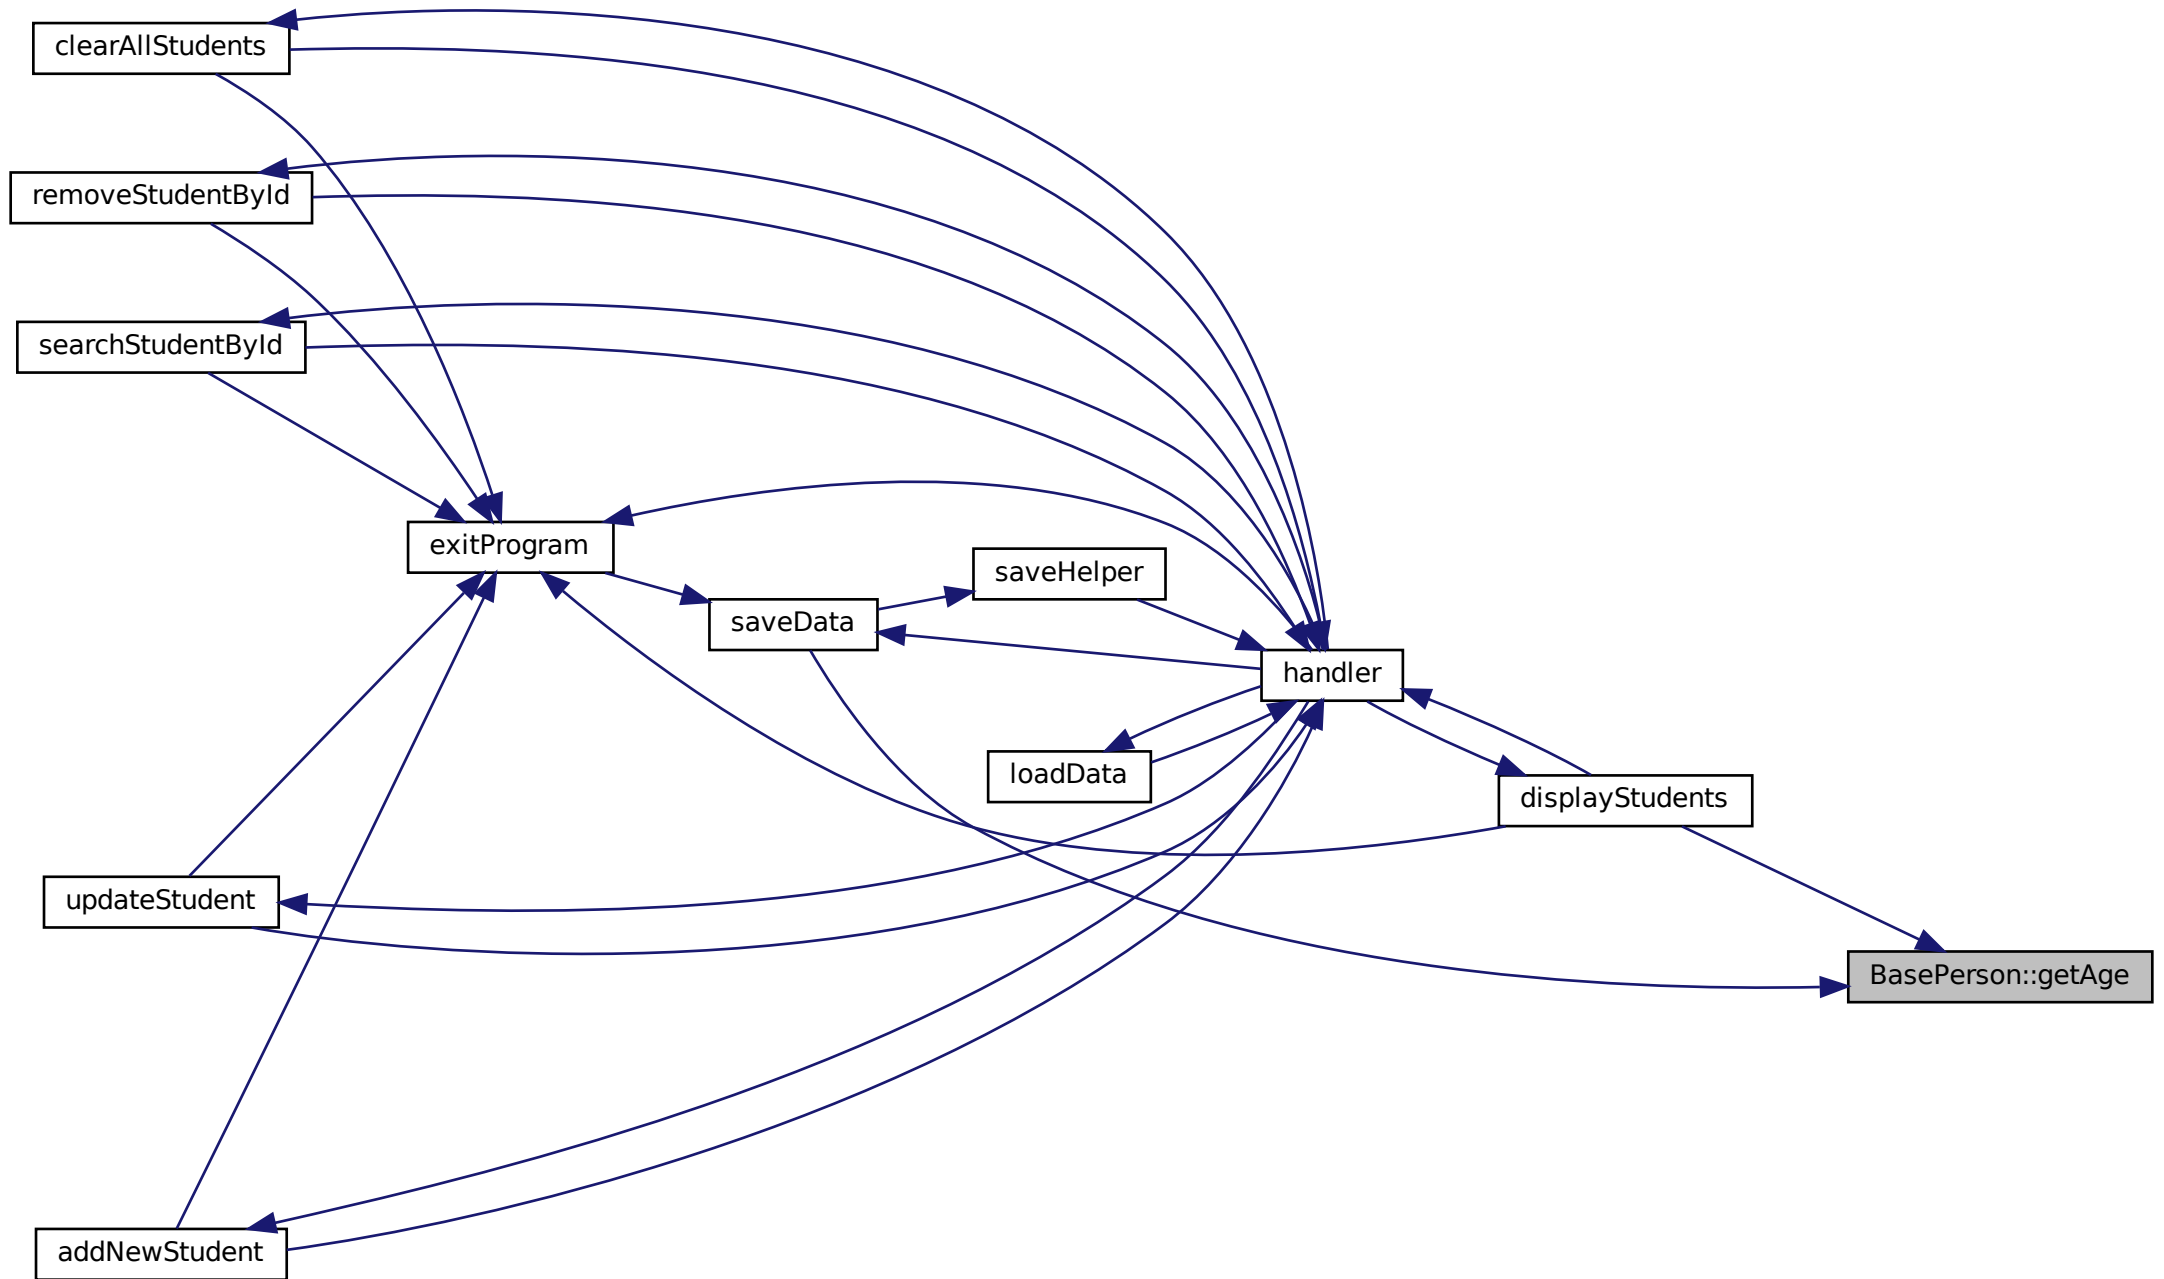 clearAllStudents
removeStudentById
searchStudentById
exitProgram
saveHelper
saveData
handler
loadData
displayStudents
updateStudent
BasePerson::getAge
addNewStudent